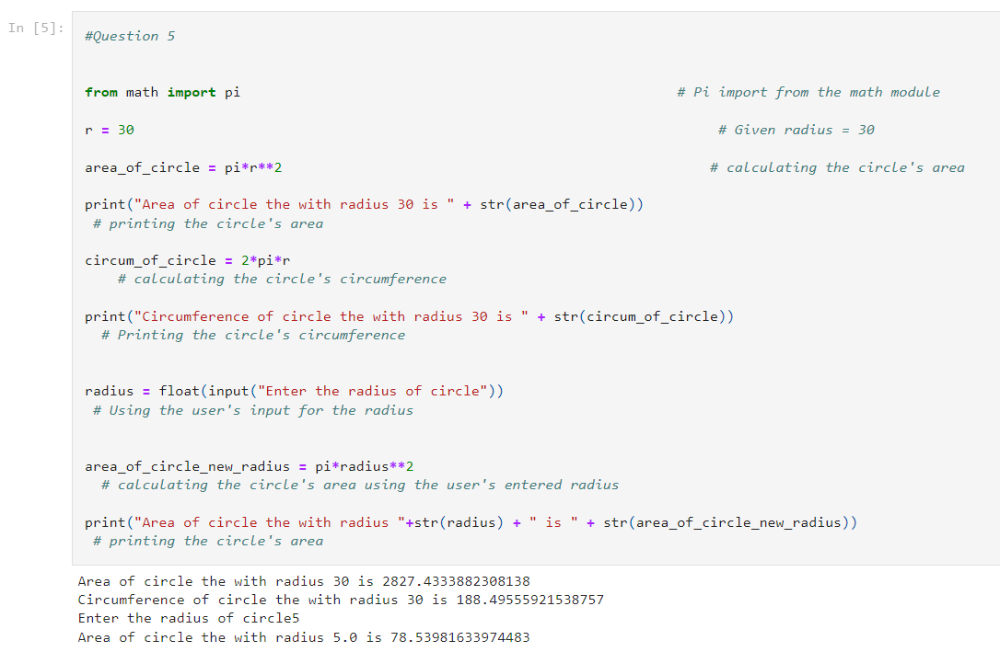 In [5]:
#Question 5
from math import pi # Pi import from the math module
r = 30 # Given radius = 30
area_of_circle = pi*r**2 # calculating the circle's area
print("Area of circle the with radius 30 is " + str(area_of_circle))
# printing the circle's area
circum_of_circle = 2*pi*r
# calculating the circle's circumference
print("Circumference of circle the with radius 30 is " + str(circum_of_circle))
# Printing the circle's circumference
radius = float(input("Enter the radius of circle"))
# Using the user's input for the radius
area_of_circle_new_radius = pi*radius**2
# calculating the circle's area using the user's entered radius
print("Area of circle the with radius "+str(radius) + " is " + str(area_of_circle_new_radius))
# printing the circle's area
Area of circle the with radius 30 is 2827.4333882308138
Circumference of circle the with radius 30 is 188.49555921538757
Enter the radius of circle5
Area of circle the with radius 5.0 is 78.53981633974483